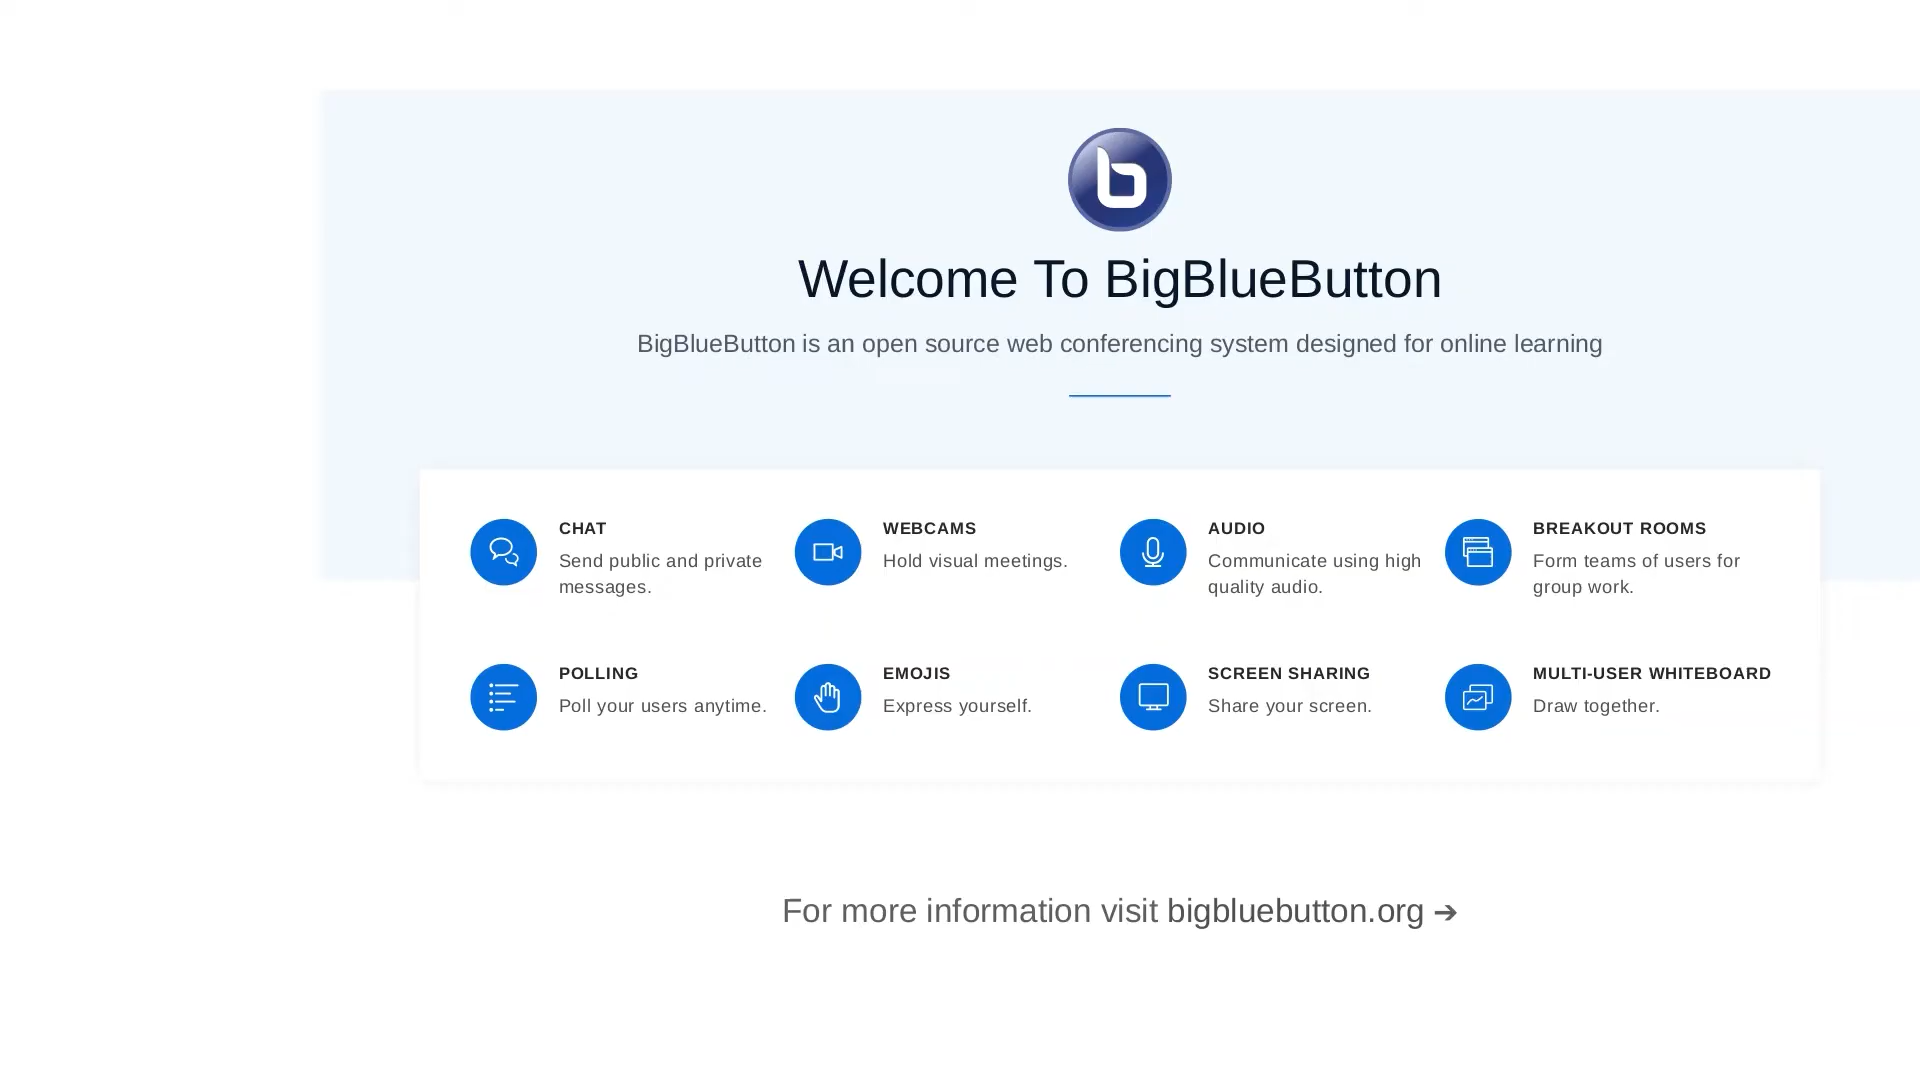 Welcome To BigBlueButton
BigBlueButton is an open source web conferencing system designed for online learning
CHAT
Send public and private
messages.
WEBCAMS
Hold visual meetings.
AUDIO
Communicate using high
quality audio.
BREAKOUT ROOMS
Form teams of users for
group work.
POLLING
Poll your users anytime.
EMOJIS
Express yourself.
SCREEN SHARING
Share your screen.
MULTI-USER WHITEBOARD
Draw together.
For more information visit bigbluebutton.org ➔